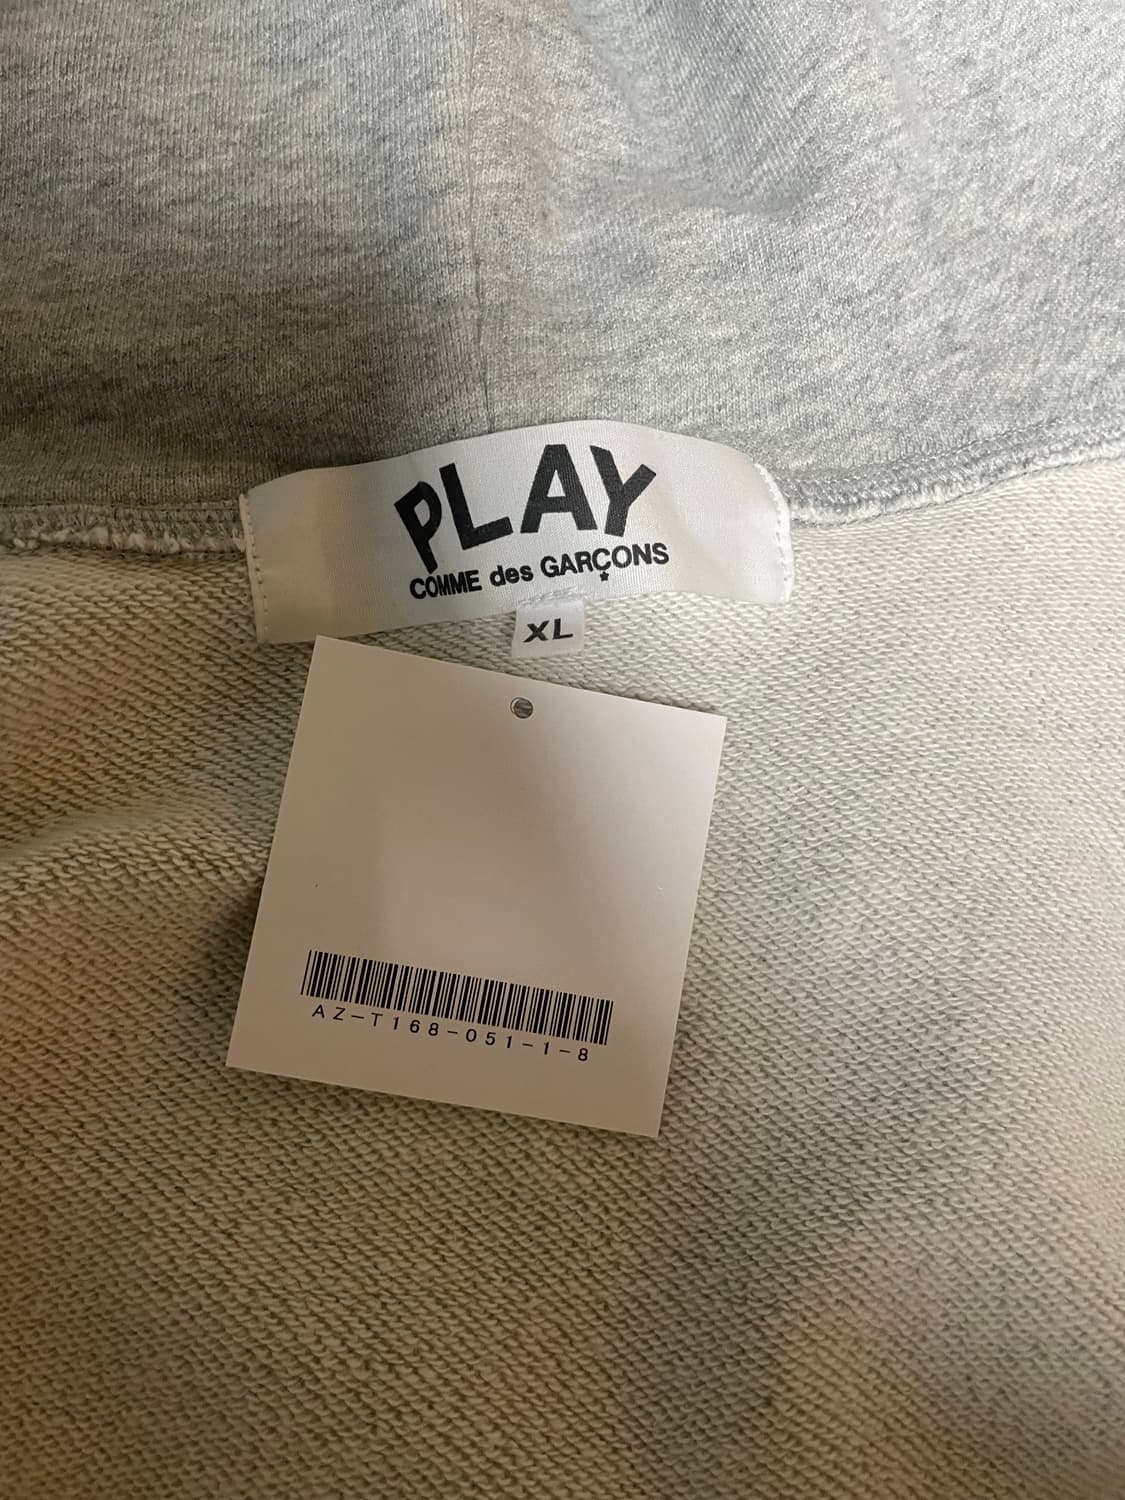 PLAY
COMME des GARÇONS
XL
AZ-T168-051-1-8